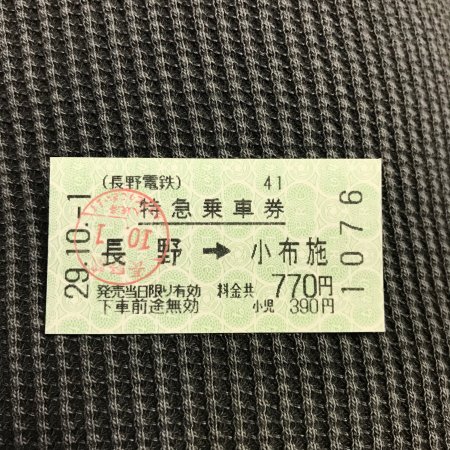 (長野電鉄) 41
特急乗車券
長野→小布施
発売当日限り有効 料金共 770円
下車前途無効 小児 390円
29.10.-1
1076
10.1